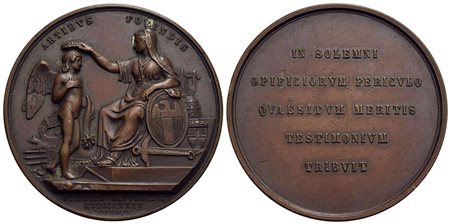 ARTIBVS FOVENDIS
IN SOLEMNI
OPIFICIORVM PERICVLO
QVAESITVM MERITIS
TESTIMONIVM
TRIBVIT